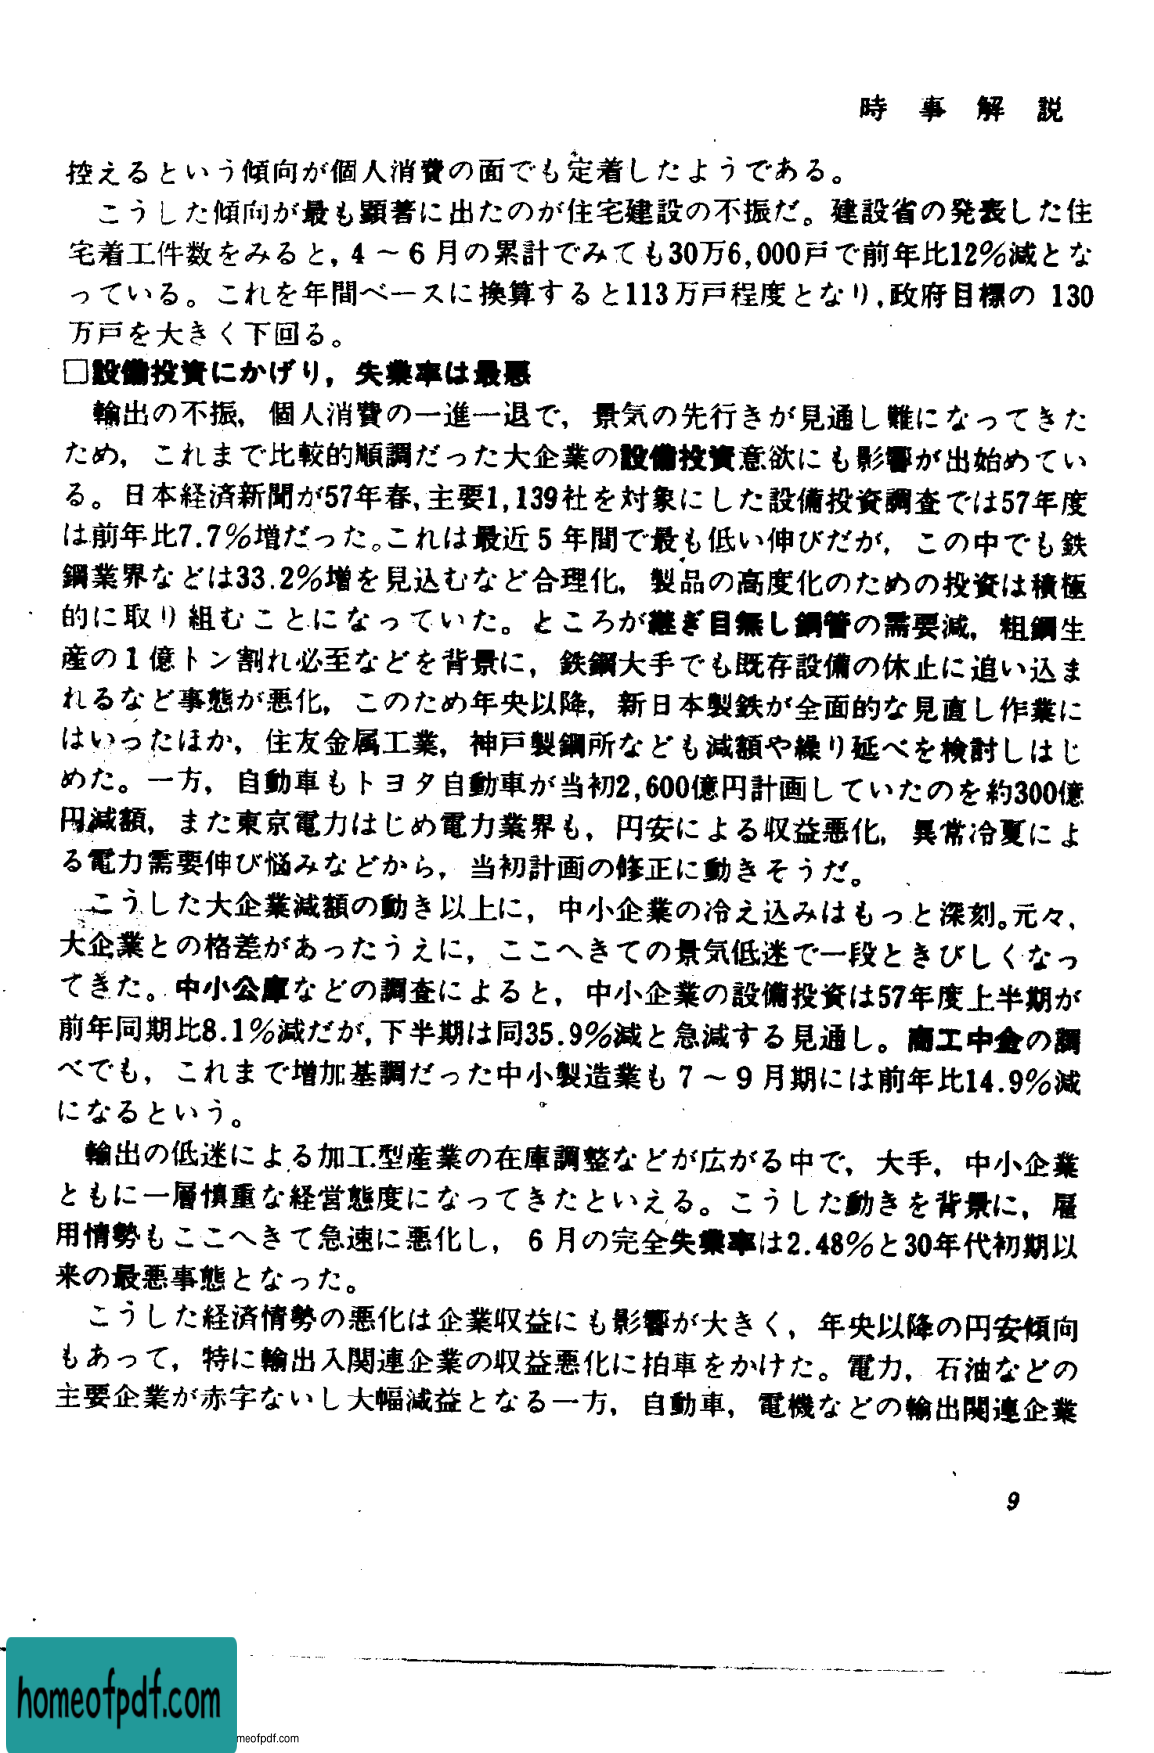 時事解説
控えるという傾向が個人消費の面でも定着したようである。
こうした傾向が最も顕著に出たのが住宅建設の不振だ。建設省の発表した住
宅着工件数をみると，4～6月の累計でみても30万6,000戸で前年比12％減とな
っている。これを年間ベースに換算すると113万戸程度となり，政府目標の 130
万戸を大きく下回る。
□設備投資にかげり，失業率は最悪
輸出の不振，個人消費の一進一退で，景気の先行きが見通し難になってきた
ため，これまで比較的順調だった大企業の設備投資意欲にも影響が出始めてい
る。日本経済新聞が57年春，主要1,139社を対象にした設備投資調査では57年度
は前年比7.7％増だった。これは最近5年間で最も低い伸びだが，この中でも鉄
鋼業界などは33.2％増を見込むなど合理化，製品の高度化のための投資は積極
的に取り組むことになっていた。ところが継ぎ目無し鋼管の需要減，粗鋼生
産の1億トン割れ必至などを背景に，鉄鋼大手でも既存設備の休止に追い込ま
れるなど事態が悪化，このため年央以降，新日本製鉄が全面的な見直し作業に
はいったほか，住友金属工業，神戸製鋼所なども減額や繰り延べを検討しはじ
めた。一方，自動車もトヨタ自動車が当初2,600億円計画していたのを約300億
円減額，また東京電力はじめ電力業界も，円安による収益悪化，異常冷夏によ
る電力需要伸び悩みなどから，当初計画の修正に動きそうだ。
こうした大企業減額の動き以上に，中小企業の冷え込みはもっと深刻。元々，
大企業との格差があったうえに，ここへきての景気低迷で一段ときびしくなっ
てきた。中小公庫などの調査によると，中小企業の設備投資は57年度上半期が
前年同期比8.1％減だが，下半期は同35.9％減と急減する見通し。商工中金の調
べでも，これまで増加基調だった中小製造業も7～9月期には前年比14.9％減
になるという。
輸出の低迷による加工型産業の在庫調整などが広がる中で，大手，中小企業
ともに一層慎重な経営態度になってきたといえる。こうした動きを背景に，雇
用情勢もここへきて急速に悪化し，6月の完全失業率は2.48％と30年代初期以
来の最悪事態となった。
こうした経済情勢の悪化は企業収益にも影響が大きく，年央以降の円安傾向
もあって，特に輸出入関連企業の収益悪化に拍車をかけた。電力，石油などの
主要企業が赤字ないし大幅減益となる一方，自動車，電機などの輸出関連企業
9
homeofpdf.com
meofpdf.com